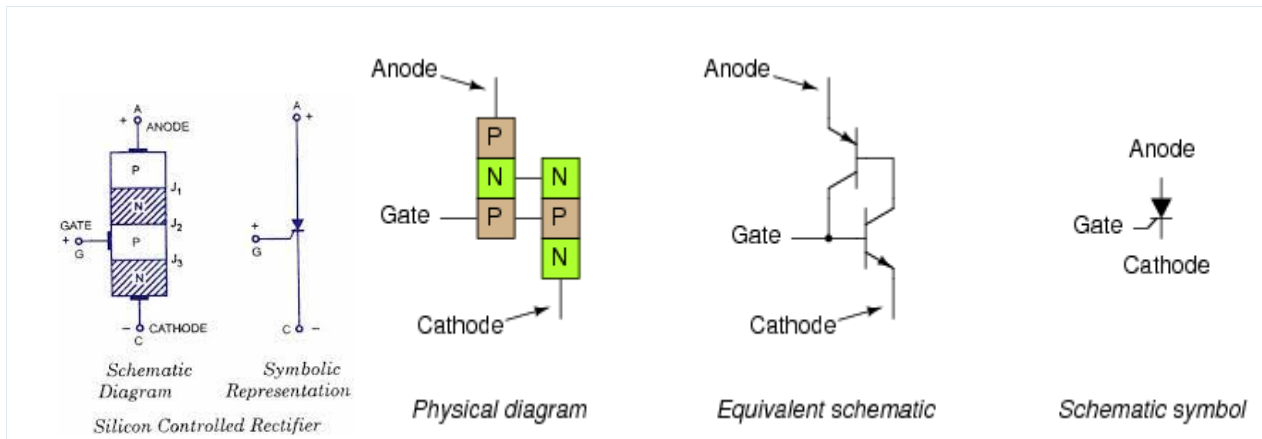 A
+
ANODE
P
J1
N
J2
GATE
+
G
P
J3
N
−
CATHODE
C
Schematic
Diagram
A
+
+
G
C
−
Symbolic
Representation
Silicon Controlled Rectifier
Anode
P
N N
Gate P P
N
Cathode
Physical diagram
Anode
Gate
Cathode
Equivalent schematic
Anode
Gate
Cathode
Schematic symbol